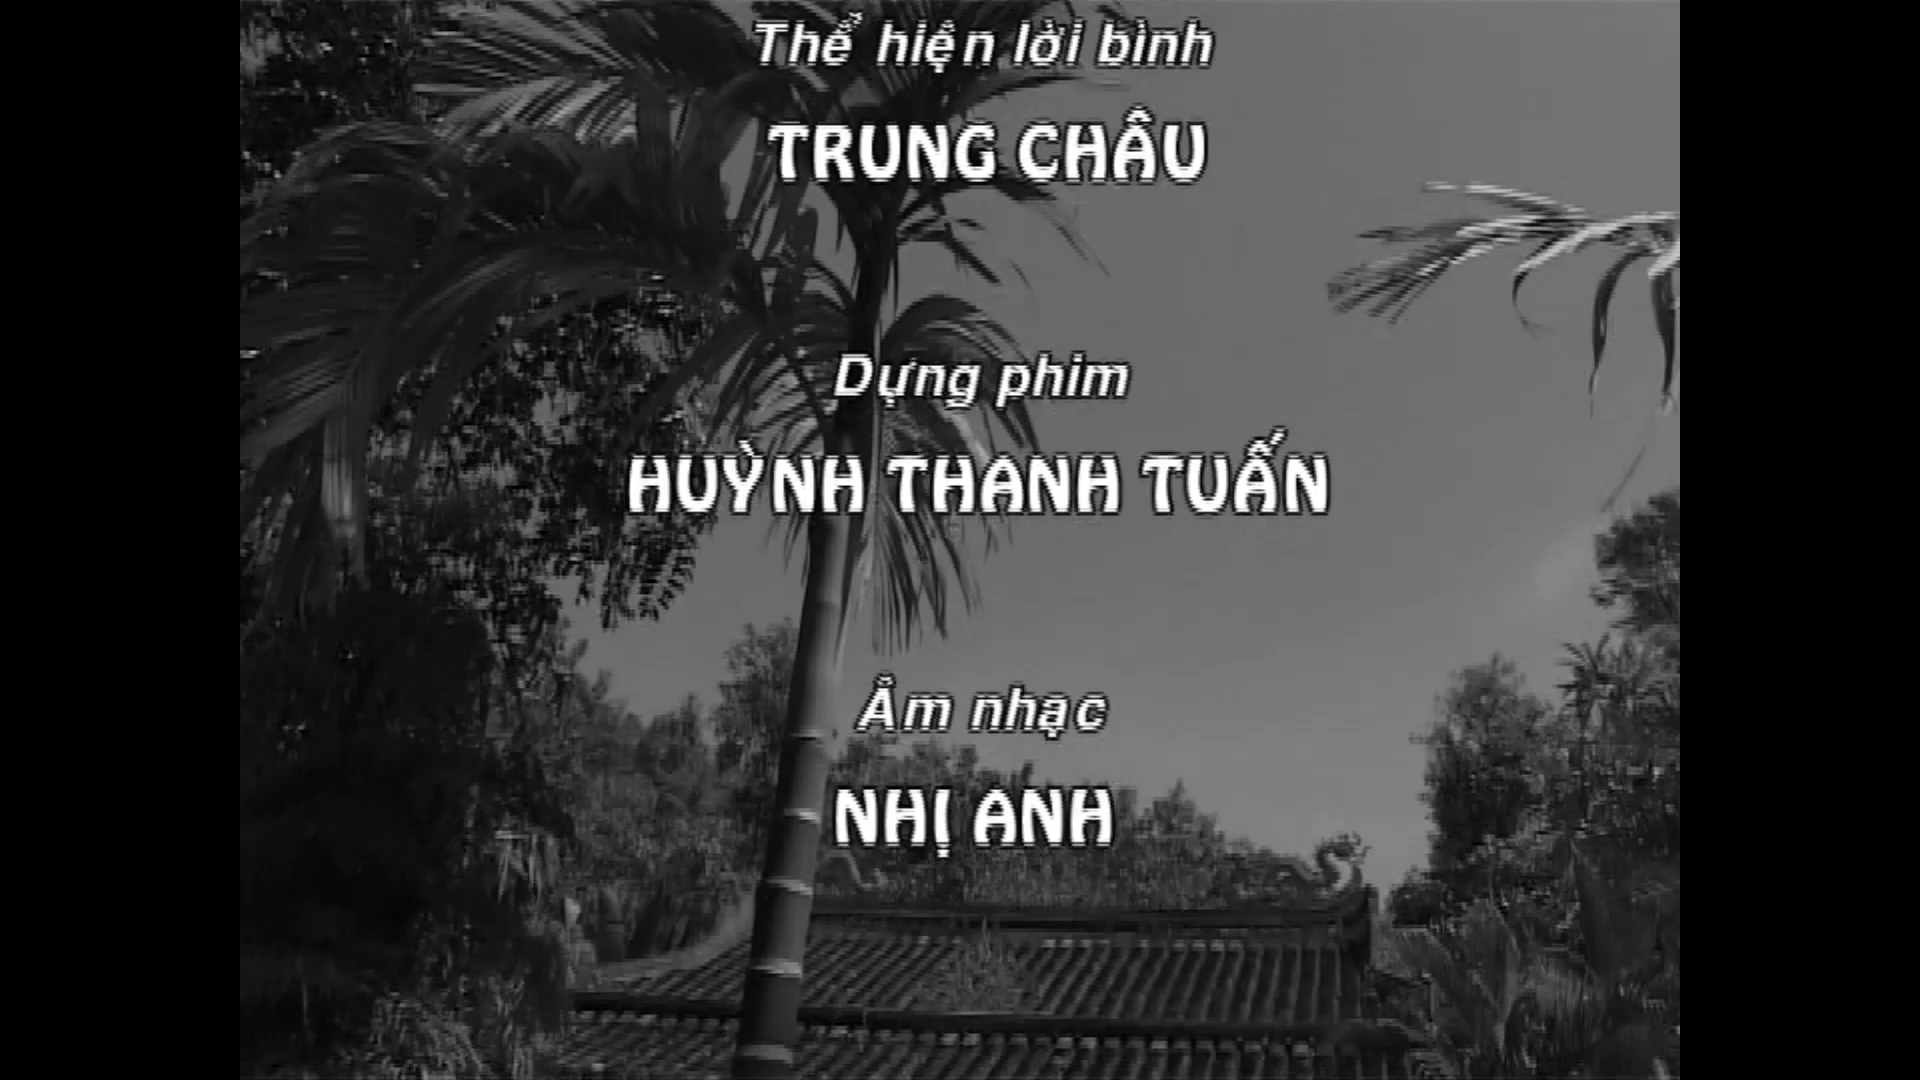 Thể hiện lời bình
TRUNG CHÂU
Dựng phim
HUỲNH THANH TUẤN
Âm nhạc
NHỊ ANH